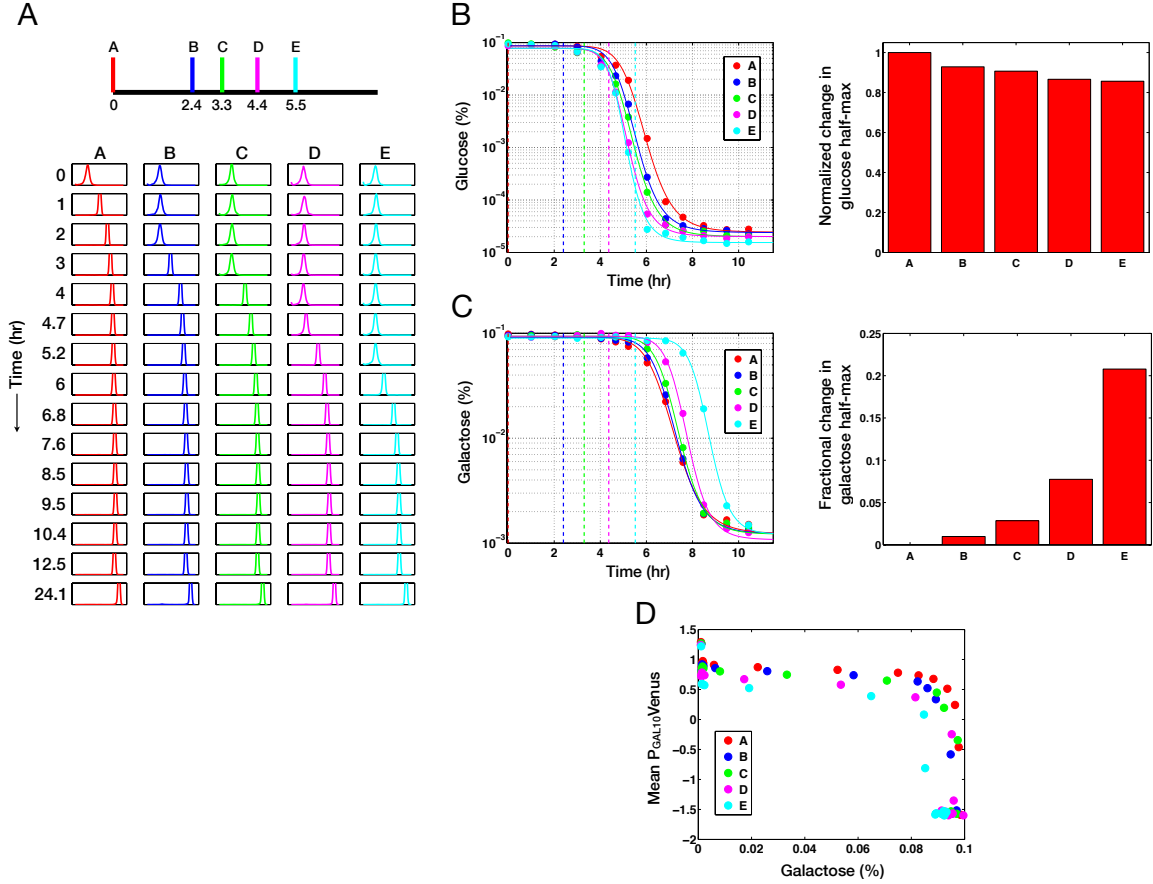 A
A B C D E
0 2.4 3.3 4.4 5.5
A B C D E
Time (hr)
0
1
2
3
4
4.7
5.2
6
6.8
7.6
8.5
9.5
10.4
12.5
24.1
B
Glucose (%)
10⁻¹
10⁻²
10⁻³
10⁻⁴
10⁻⁵
A
B
C
D
E
0 2 4 6 8 10
Time (hr)
Normalized change in
glucose half-max
1
0.8
0.6
0.4
0.2
0
A B C D E
C
Galactose (%)
10⁻¹
10⁻²
10⁻³
A
B
C
D
E
0 2 4 6 8 10
Time (hr)
Fractional change in
galactose half-max
0.25
0.2
0.15
0.1
0.05
0
A B C D E
D
Mean P_GAL10Venus
1.5
1
0.5
0
−0.5
−1
−1.5
−2
A
B
C
D
E
0 0.02 0.04 0.06 0.08 0.1
Galactose (%)